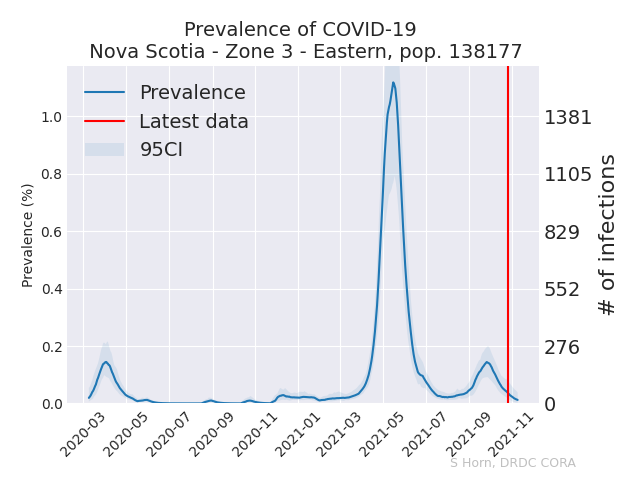 Prevalence of COVID-19
Nova Scotia - Zone 3 - Eastern, pop. 138177
Prevalence
Latest data
95CI
Prevalence (%)
1.0
0.8
0.6
0.4
0.2
0.0
1381
1105
829
552
276
0
# of infections
2020-03
2020-05
2020-07
2020-09
2020-11
2021-01
2021-03
2021-05
2021-07
2021-09
2021-11
S Horn, DRDC CORA